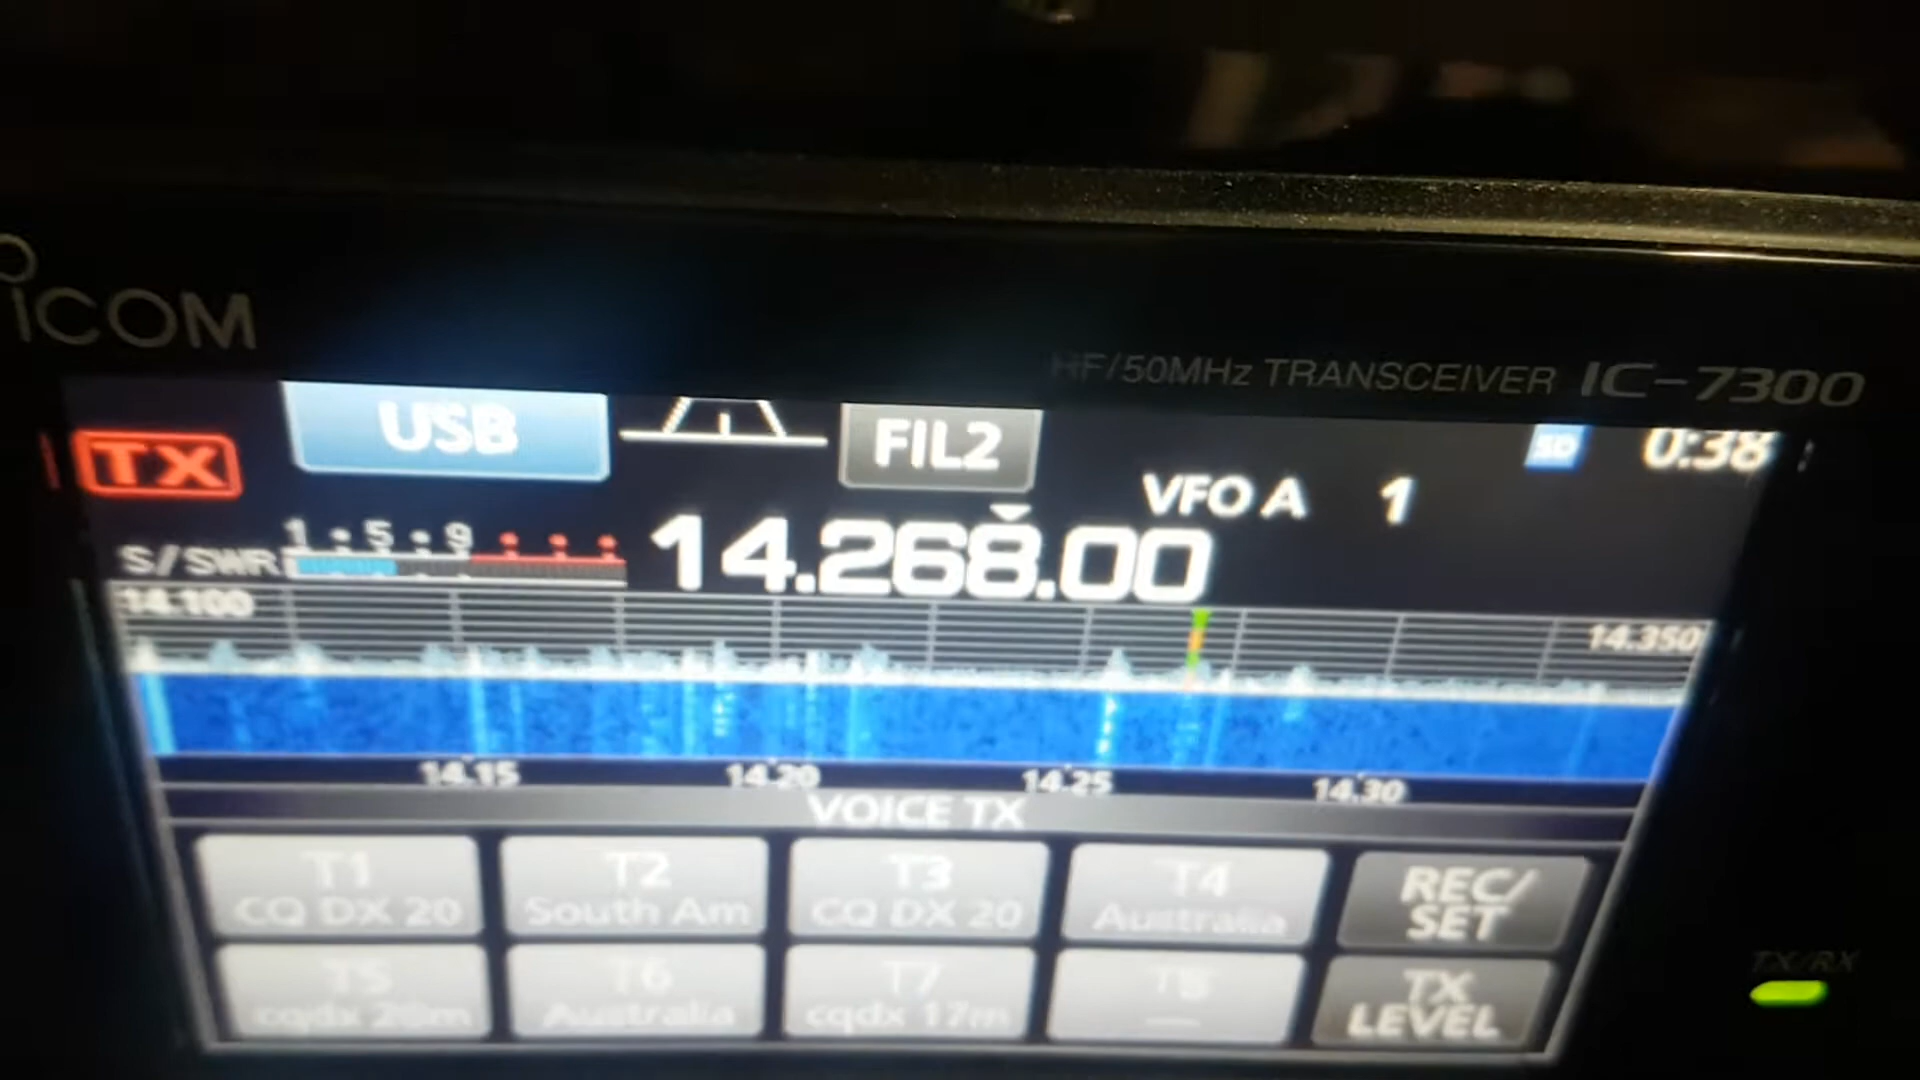 ICOM
HF/50MHz TRANSCEIVER IC-7300
TX
USB
FIL2
SD
0:38
VFO A 1
1 5 9
S/SWR
14.268.00
14.100
14.350
14.15 14.20 14.25 14.30
VOICE TX
T1
CQ DX 20
T2
South Am
T3
CQ DX 20
T4
Australia
REC/
SET
T5
cqdx 20m
T6
Australia
T7
cqdx 17m
T8
TX
LEVEL
TX/RX